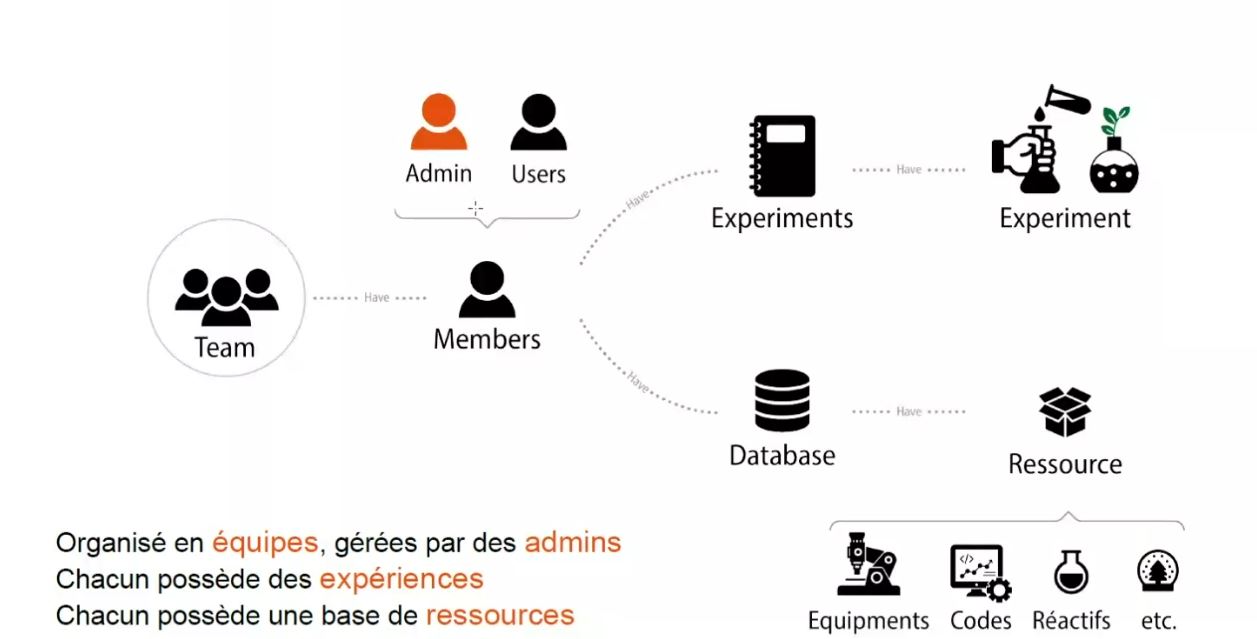 Admin Users
Have
Experiments
Have
Experiment
Team
Have
Members
Have
Database
Have
Ressource
Organisé en équipes, gérées par des admins
Chacun possède des expériences
Chacun possède une base de ressources
Equipments Codes Réactifs etc.
</>